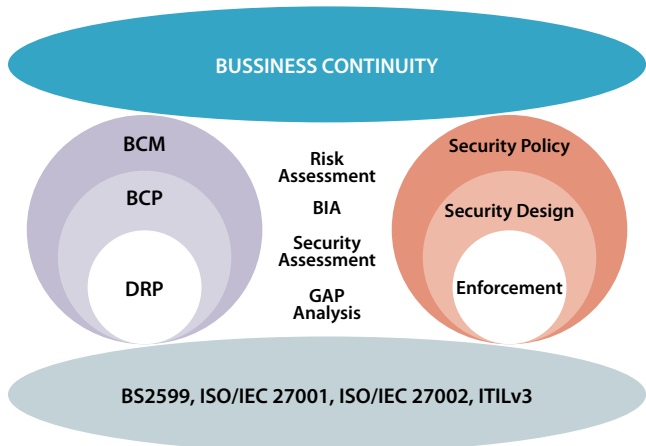 BUSSINESS CONTINUITY
BCM
BCP
DRP
Risk
Assessment
BIA
Security
Assessment
GAP
Analysis
Security Policy
Security Design
Enforcement
BS2599, ISO/IEC 27001, ISO/IEC 27002, ITILv3